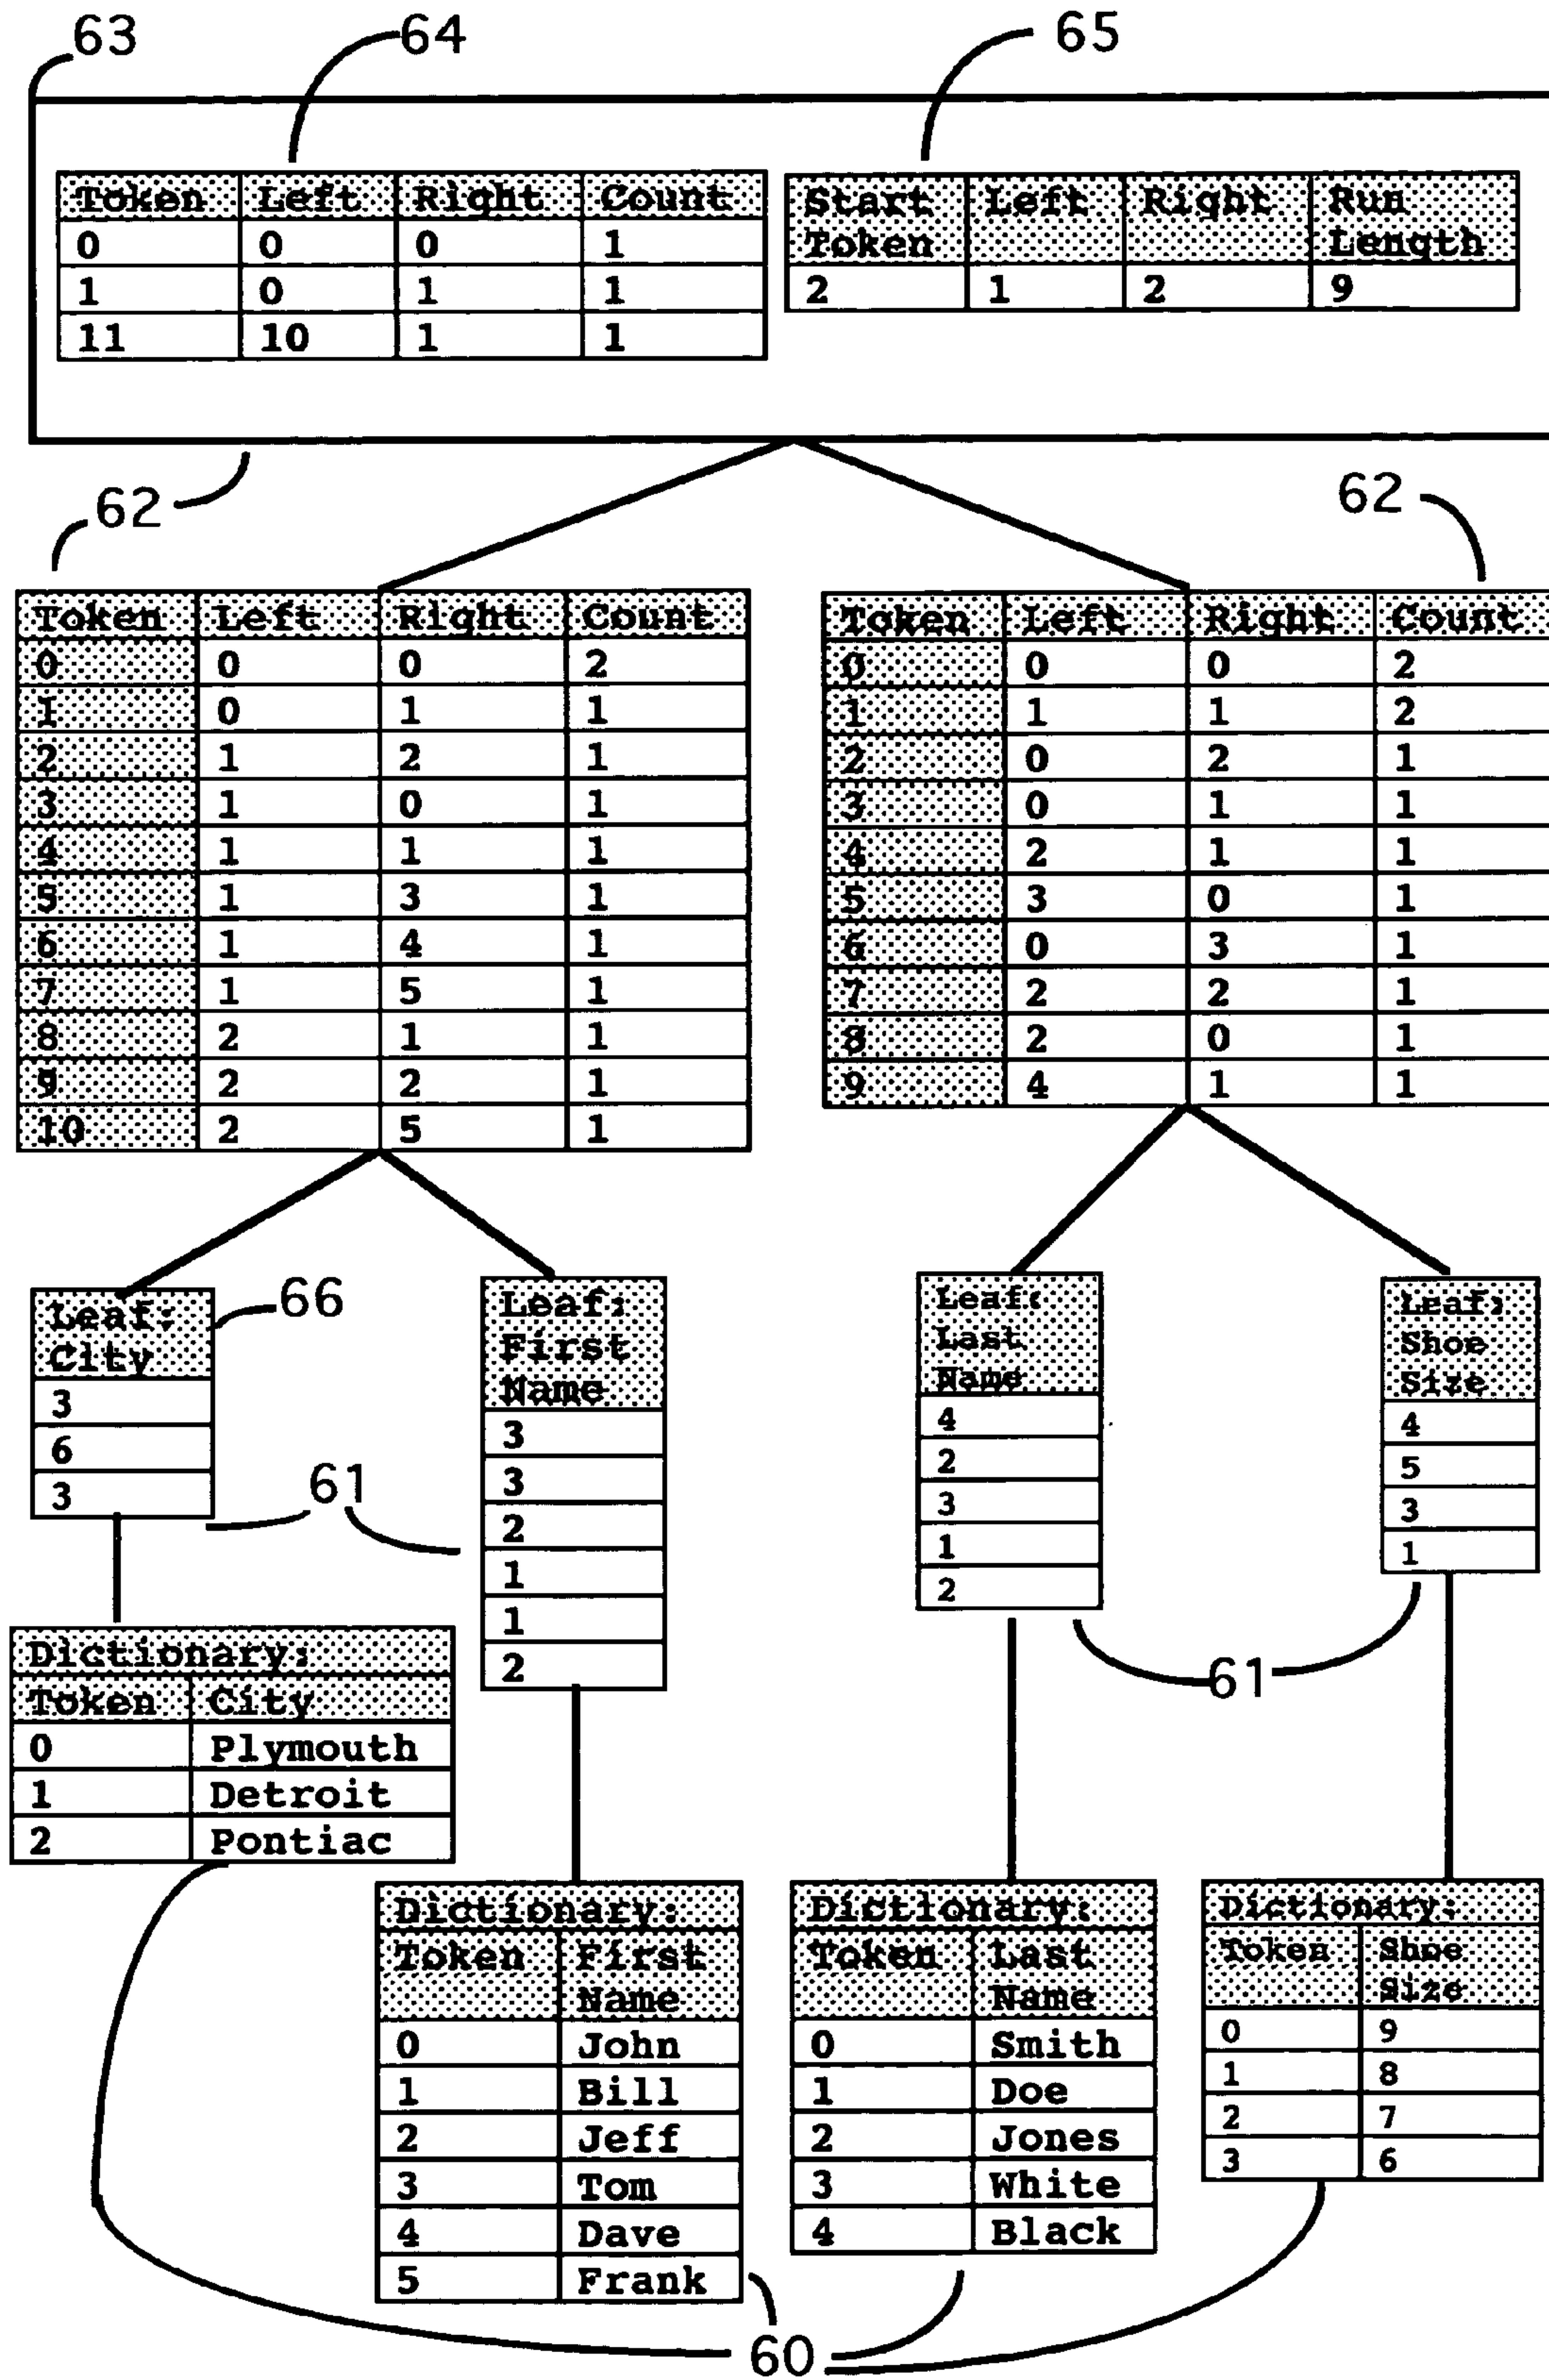 63
64
65
Token Left Right Count
0 0 0 1
1 0 1 1
11 10 1 1
Start Token Left Right Run Length
2 1 2 9
62
62
Token Left Right Count
0 0 0 2
1 0 1 1
2 1 2 1
3 1 0 1
4 1 1 1
5 1 3 1
6 1 4 1
7 1 5 1
8 2 1 1
9 2 2 1
10 2 5 1
Token Left Right Count
0 0 0 2
1 1 1 2
2 0 2 1
3 0 1 1
4 2 1 1
5 3 0 1
6 0 3 1
7 2 2 1
8 2 0 1
9 4 1 1
Leaf:
City
3
6
3
66
Leaf:
First
Name
3
3
2
1
1
2
61
Leaf:
Last
Name
4
2
3
1
2
Leaf:
Shoe
Size
4
5
3
1
61
Dictionary:
Token City
0 Plymouth
1 Detroit
2 Pontiac
Dictionary:
Token First Name
0 John
1 Bill
2 Jeff
3 Tom
4 Dave
5 Frank
Dictionary:
Token Last Name
0 Smith
1 Doe
2 Jones
3 White
4 Black
Dictionary:
Token Shoe Size
0 9
1 8
2 7
3 6
60